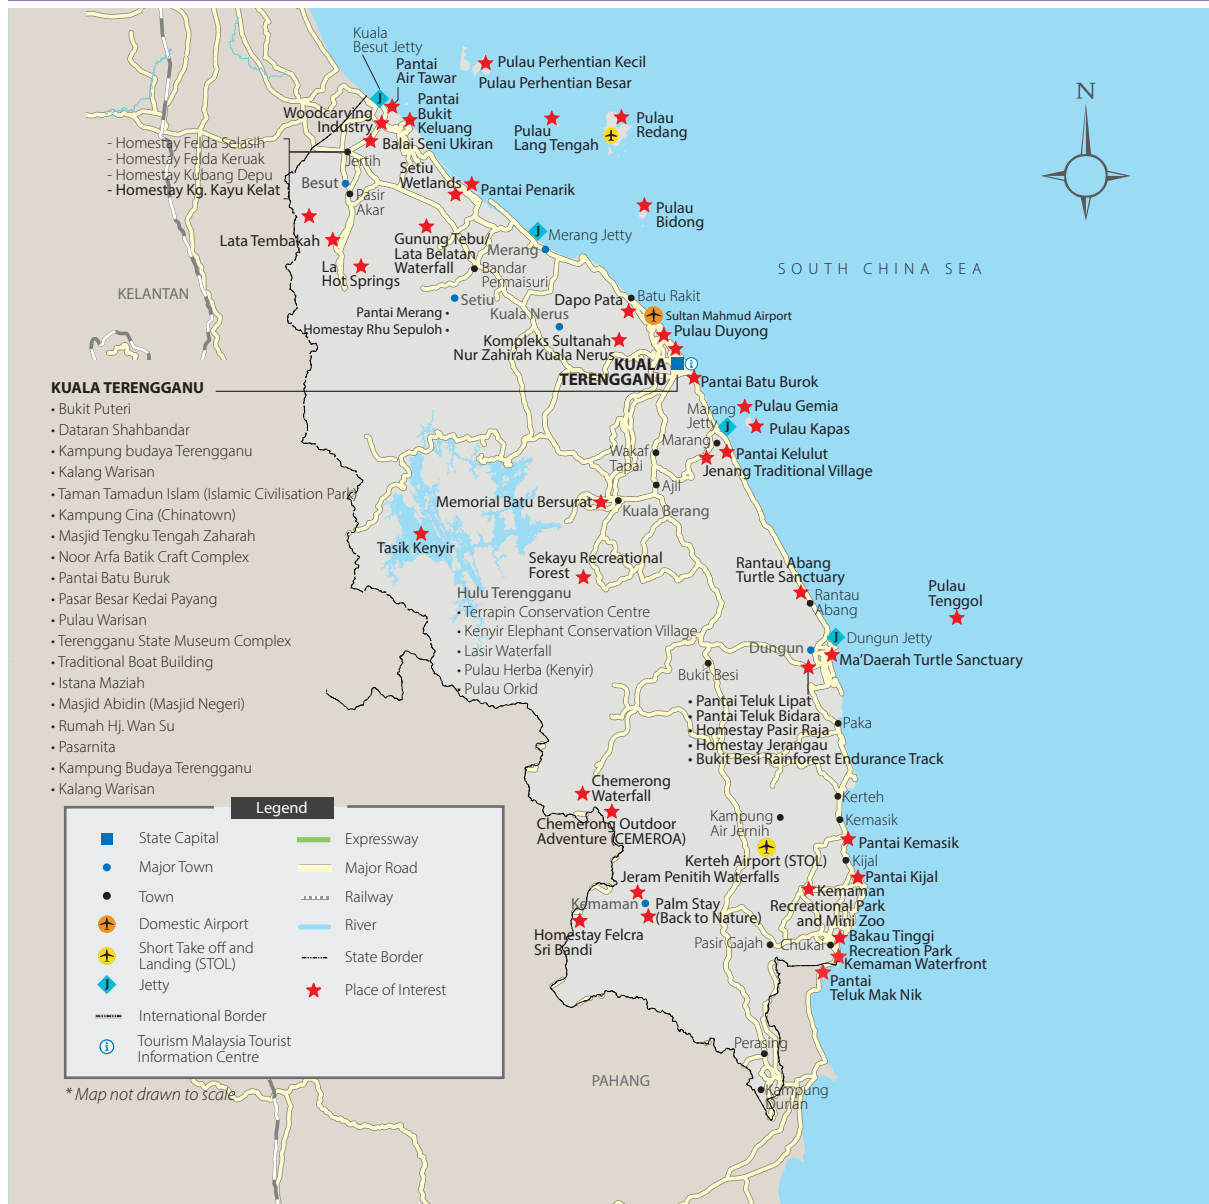 Kuala
Besut Jetty
Pantai
Air Tawar
Pulau Perhentian Kecil
Pulau Perhentian Besar
Pantai
Bukit
Keluang
Woodcarving
Industry
Balai Seni Ukiran
Pulau
Lang Tengah
Pulau
Redang
N
- Homestay Felda Selasih
- Homestay Felda Keruak
- Homestay Kubang Depu
- Homestay Kg. Kayu Kelat
Jertih
Besut
Pasir
Akar
Setiu
Wetlands
Pantai Penarik
Pulau
Bidong
Lata Tembakah
La
Hot Springs
Gunung Tebu/
Lata Belatan
Waterfall
Merang Jetty
Merang
Bandar
Permaisuri
SOUTH CHINA SEA
KELANTAN
Setiu
Pantai Merang •
Homestay Rhu Sepuloh •
Kuala Nerus
Dapo Pata
Batu Rakit
Sultan Mahmud Airport
Pulau Duyong
Kompleks Sultanah
Nur Zahirah Kuala Nerus
KUALA
TERENGGANU
Pantai Batu Burok
KUALA TERENGGANU
• Bukit Puteri
• Dataran Shahbandar
• Kampung budaya Terengganu
• Kalang Warisan
• Taman Tamadun Islam (Islamic Civilisation Park)
• Kampung Cina (Chinatown)
• Masjid Tengku Tengah Zaharah
• Noor Arfa Batik Craft Complex
• Pantai Batu Buruk
• Pasar Besar Kedai Payang
• Pulau Warisan
• Terengganu State Museum Complex
• Traditional Boat Building
• Istana Maziah
• Masjid Abidin (Masjid Negeri)
• Rumah Hj. Wan Su
• Pasarnita
• Kampung Budaya Terengganu
• Kalang Warisan
Marang
Jetty
Pulau Gemia
Pulau Kapas
Marang
Pantai Kelulut
Jenang Traditional Village
Wakaf
Tapai
Ajil
Memorial Batu Bersurat
Kuala Berang
Tasik Kenyir
Sekayu Recreational
Forest
Hulu Terengganu
• Terrapin Conservation Centre
• Kenyir Elephant Conservation Village
• Lasir Waterfall
• Pulau Herba (Kenyir)
• Pulau Orkid
Rantau Abang
Turtle Sanctuary
Rantau
Abang
Pulau
Tenggol
Dungun Jetty
Dungun
Ma'Daerah Turtle Sanctuary
Bukit Besi
• Pantai Teluk Lipat
• Pantai Teluk Bidara
• Homestay Pasir Raja
• Homestay Jerangau
• Bukit Besi Rainforest Endurance Track
Paka
Chemerong
Waterfall
Chemerong Outdoor
Adventure (CEMEROA)
Kerteh
Kampung
Air Jernih
Kemasik
Pantai Kemasik
Kerteh Airport (STOL)
Kijal
Jeram Penitih Waterfalls
Pantai Kijal
Kemaman
Recreational Park
and Mini Zoo
Kemaman
Palm Stay
(Back to Nature)
Homestay Felcra
Sri Bandi
Pasir Gajah
Chukai
Bakau Tinggi
Recreation Park
Kemaman Waterfront
Pantai
Teluk Mak Nik
Perasing
PAHANG
Kampung
Durian
Legend
State Capital
Major Town
Town
Domestic Airport
Short Take off and
Landing (STOL)
J
Jetty
International Border
Tourism Malaysia Tourist
Information Centre
Expressway
Major Road
Railway
River
State Border
Place of Interest
* Map not drawn to scale